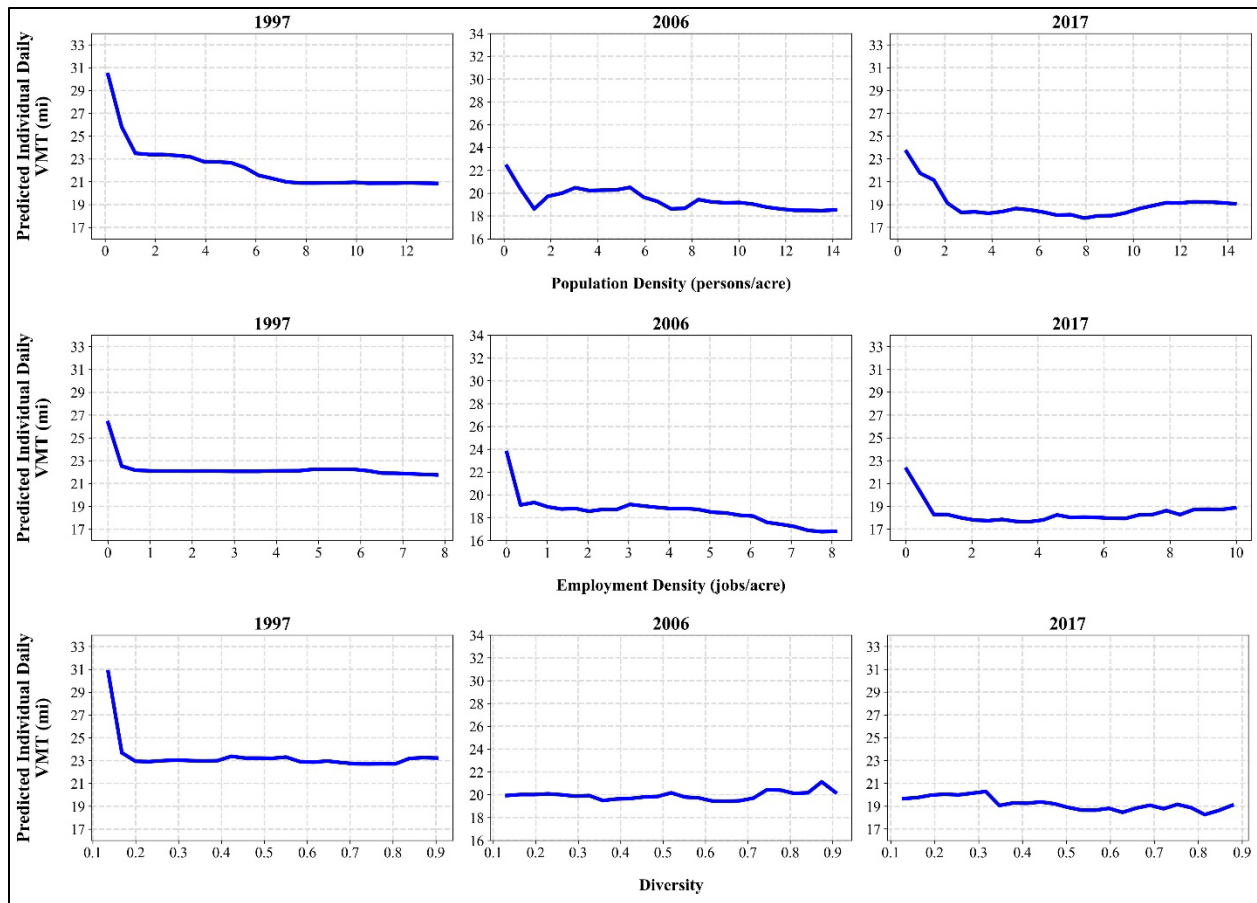 1997 2006 2017
Predicted Individual Daily
VMT (mi)
33 31 29 27 25 23 21 19 17
34 32 30 28 26 24 22 20 18 16
33 31 29 27 25 23 21 19 17
0 2 4 6 8 10 12
0 2 4 6 8 10 12 14
0 2 4 6 8 10 12 14
Population Density (persons/acre)
1997 2006 2017
Predicted Individual Daily
VMT (mi)
33 31 29 27 25 23 21 19 17
34 32 30 28 26 24 22 20 18 16
33 31 29 27 25 23 21 19 17
0 1 2 3 4 5 6 7 8
0 1 2 3 4 5 6 7 8
0 2 4 6 8 10
Employment Density (jobs/acre)
1997 2006 2017
Predicted Individual Daily
VMT (mi)
33 31 29 27 25 23 21 19 17
34 32 30 28 26 24 22 20 18 16
33 31 29 27 25 23 21 19 17
0.1 0.2 0.3 0.4 0.5 0.6 0.7 0.8 0.9
0.1 0.2 0.3 0.4 0.5 0.6 0.7 0.8 0.9
0.1 0.2 0.3 0.4 0.5 0.6 0.7 0.8 0.9
Diversity